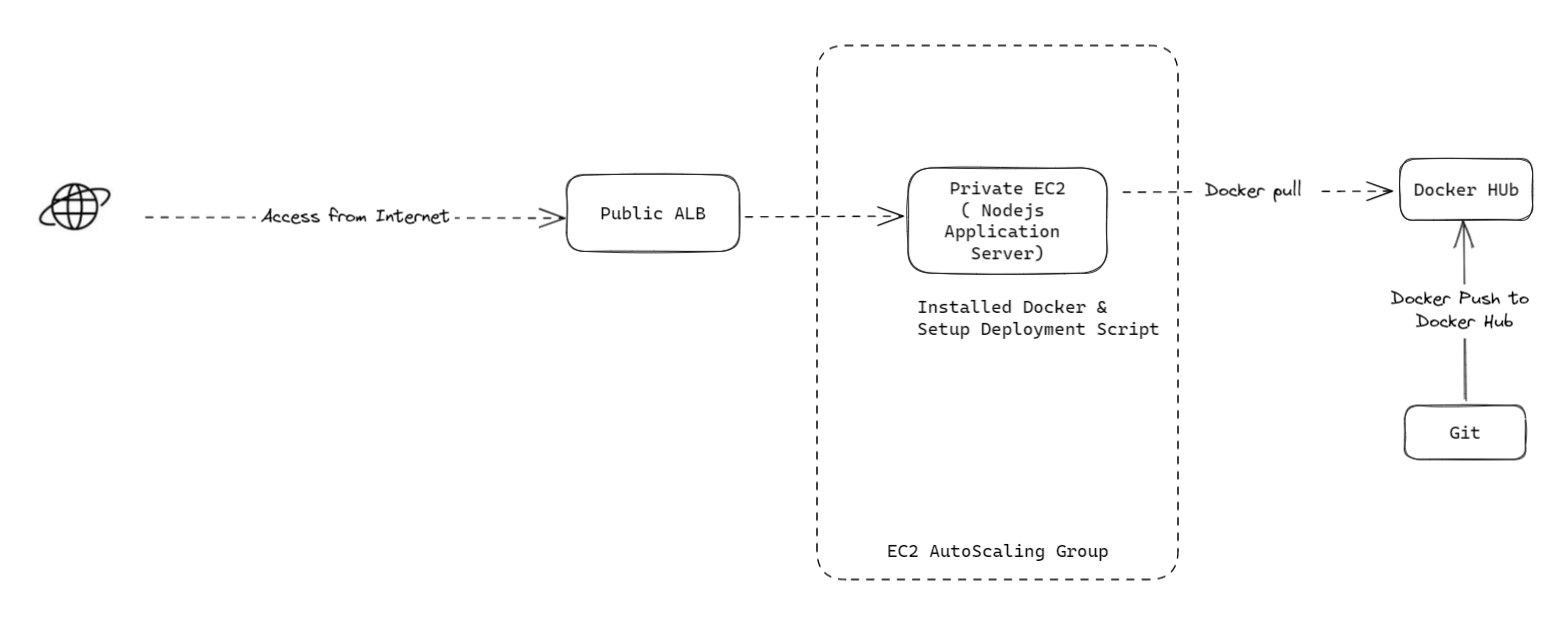 Access from Internet
Public ALB
Private EC2
( Nodejs
Application
Server)
Installed Docker &
Setup Deployment Script
EC2 AutoScaling Group
Docker pull
Docker HUb
Docker Push to
Docker Hub
Git